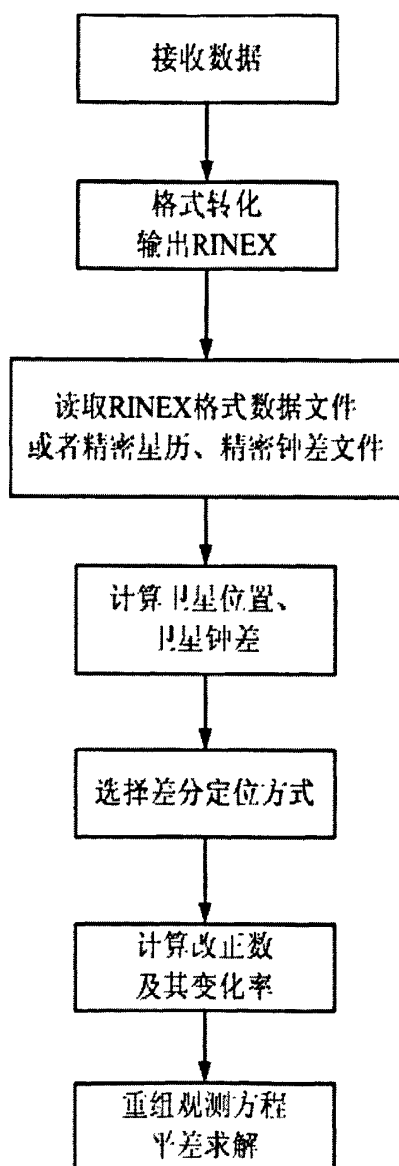 接收数据
格式转化
输出RINEX
读取RINEX格式数据文件
或者精密星历、精密钟差文件
计算卫星位置、
卫星钟差
选择差分定位方式
计算改正数
及其变化率
重组观测方程
平差求解